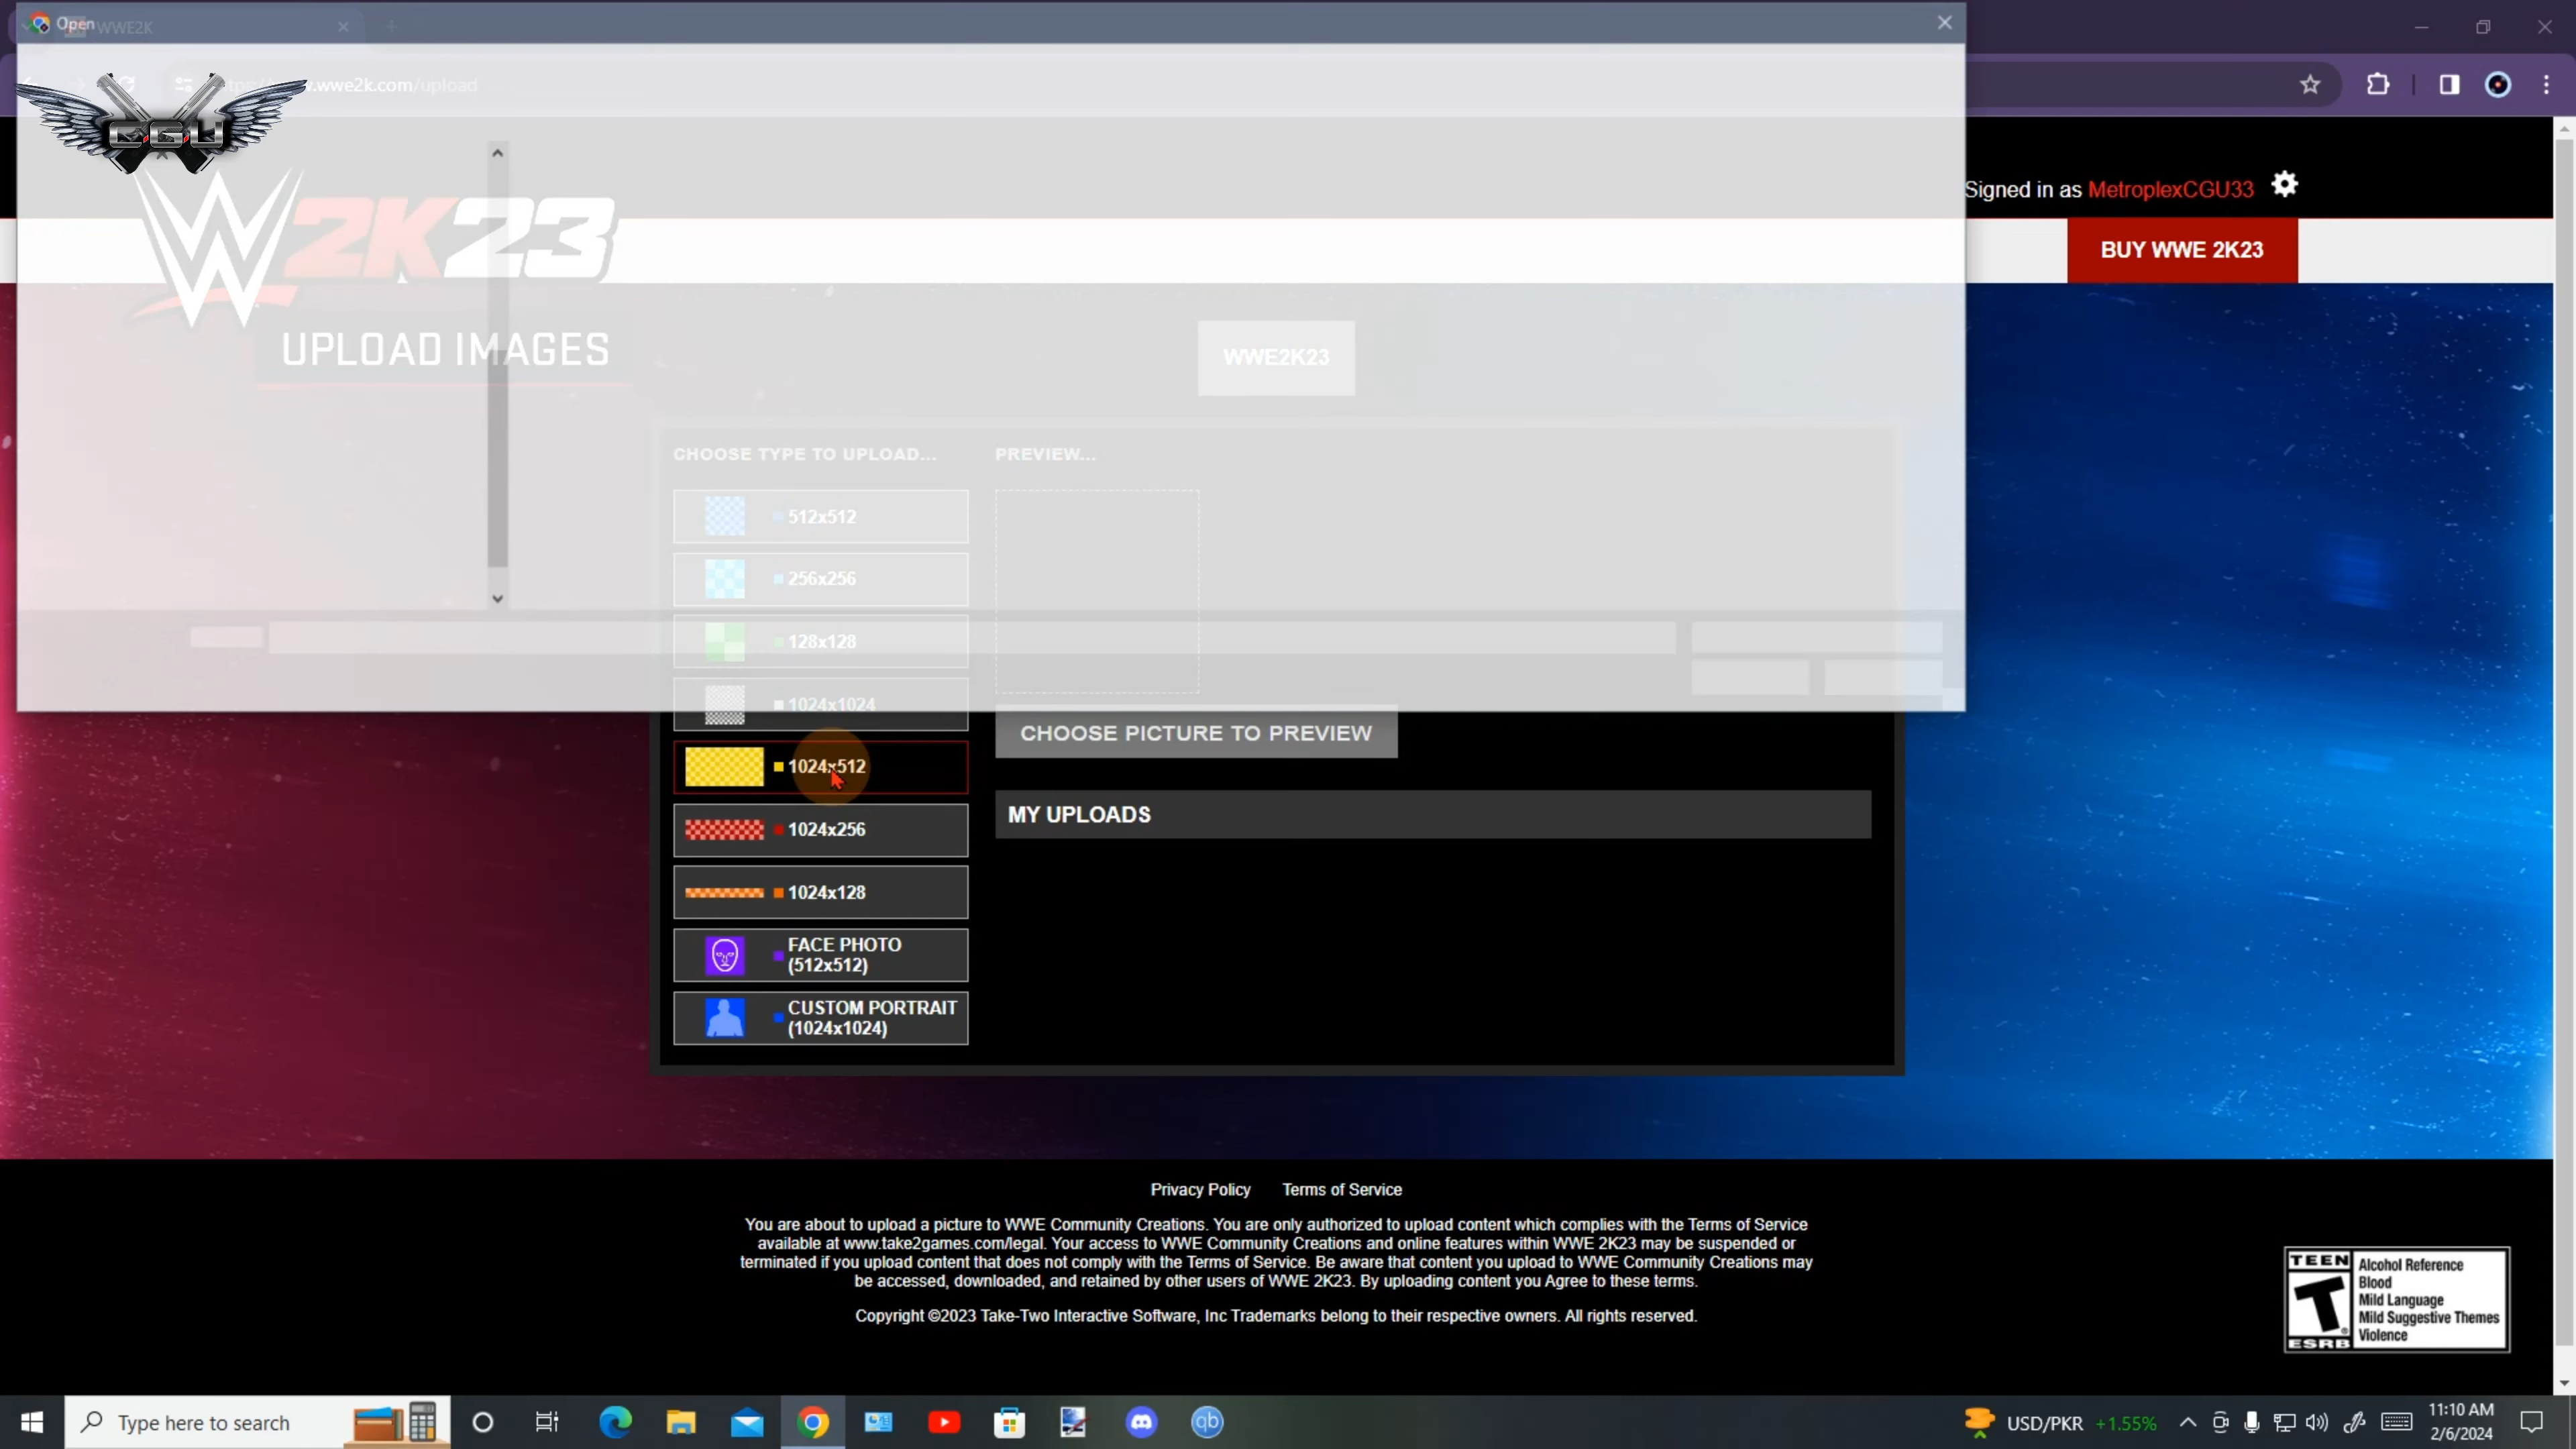 Open
WWE2K
www.wwe2k.com/upload
C.G.U
Signed in as MetroplexCGU33
W 2K23
BUY WWE 2K23
UPLOAD IMAGES
WWE2K23
CHOOSE TYPE TO UPLOAD...
PREVIEW...
512x512
256x256
128x128
1024x1024
CHOOSE PICTURE TO PREVIEW
1024x512
MY UPLOADS
1024x256
1024x128
FACE PHOTO
(512x512)
CUSTOM PORTRAIT
(1024x1024)
Privacy Policy Terms of Service
You are about to upload a picture to WWE Community Creations. You are only authorized to upload content which complies with the Terms of Service
available at www.take2games.com/legal. Your access to WWE Community Creations and online features within WWE 2K23 may be suspended or
terminated if you upload content that does not comply with the Terms of Service. Be aware that content you upload to WWE Community Creations may
be accessed, downloaded, and retained by other users of WWE 2K23. By uploading content you Agree to these terms.
Copyright ©2023 Take-Two Interactive Software, Inc Trademarks belong to their respective owners. All rights reserved.
TEEN
T
ESRB
Alcohol Reference
Blood
Mild Language
Mild Suggestive Themes
Violence
Type here to search
qb
USD/PKR +1.55%
11:10 AM
2/6/2024